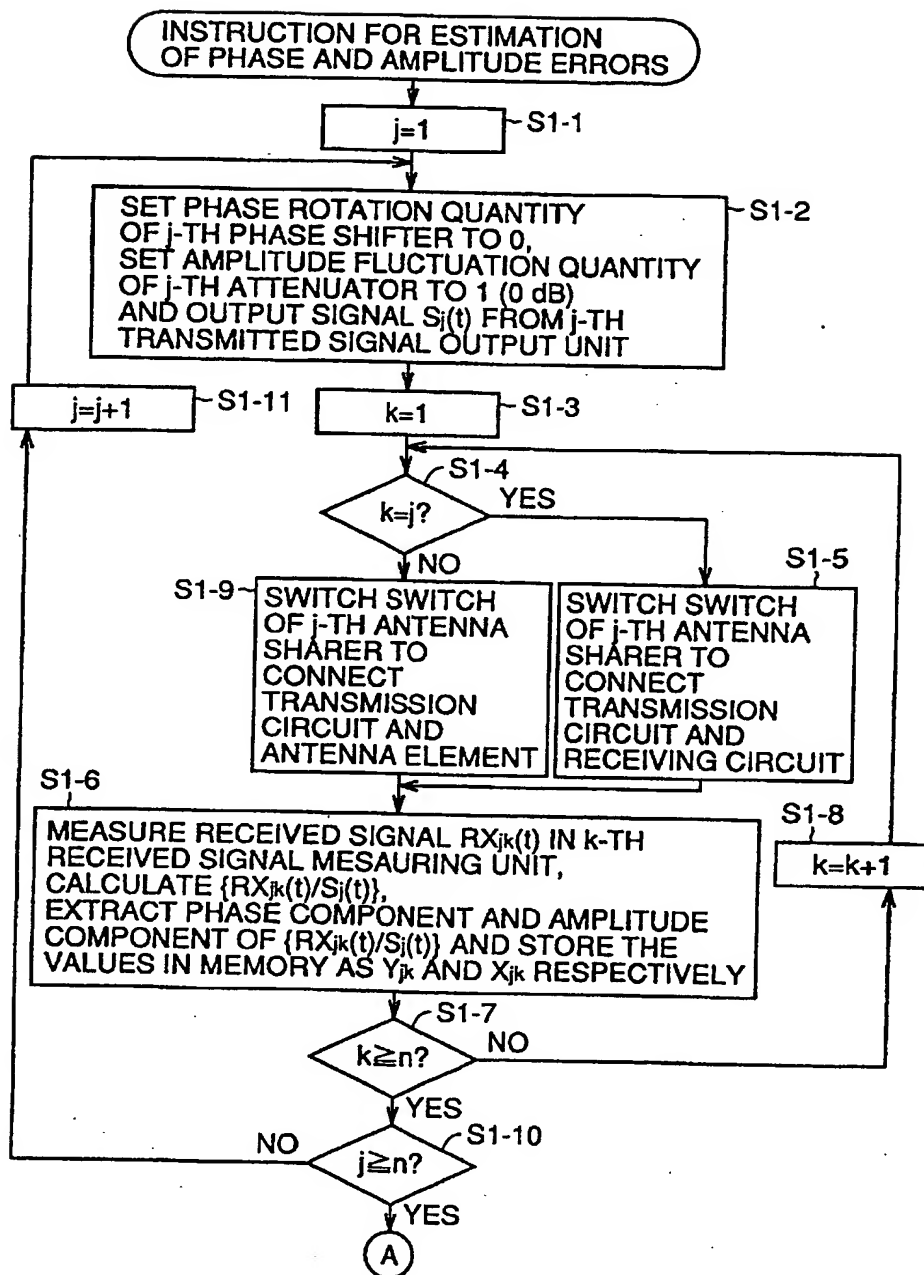 INSTRUCTION FOR ESTIMATION
OF PHASE AND AMPLITUDE ERRORS
j=1
S1-1
SET PHASE ROTATION QUANTITY
OF j-TH PHASE SHIFTER TO 0,
SET AMPLITUDE FLUCTUATION QUANTITY
OF j-TH ATTENUATOR TO 1 (0 dB)
AND OUTPUT SIGNAL Sj(t) FROM j-TH
TRANSMITTED SIGNAL OUTPUT UNIT
S1-2
j=j+1
S1-11
k=1
S1-3
S1-4
k=j?
YES
NO
S1-9
SWITCH SWITCH
OF j-TH ANTENNA
SHARER TO
CONNECT
TRANSMISSION
CIRCUIT AND
ANTENNA ELEMENT
S1-5
SWITCH SWITCH
OF j-TH ANTENNA
SHARER TO
CONNECT
TRANSMISSION
CIRCUIT AND
RECEIVING CIRCUIT
S1-6
MEASURE RECEIVED SIGNAL RXjk(t) IN k-TH
RECEIVED SIGNAL MESAURING UNIT,
CALCULATE {RXjk(t)/Sj(t)},
EXTRACT PHASE COMPONENT AND AMPLITUDE
COMPONENT OF {RXjk(t)/Sj(t)} AND STORE THE
VALUES IN MEMORY AS Yjk AND Xjk RESPECTIVELY
S1-8
k=k+1
S1-7
k≧n?
NO
YES
S1-10
j≧n?
NO
YES
A